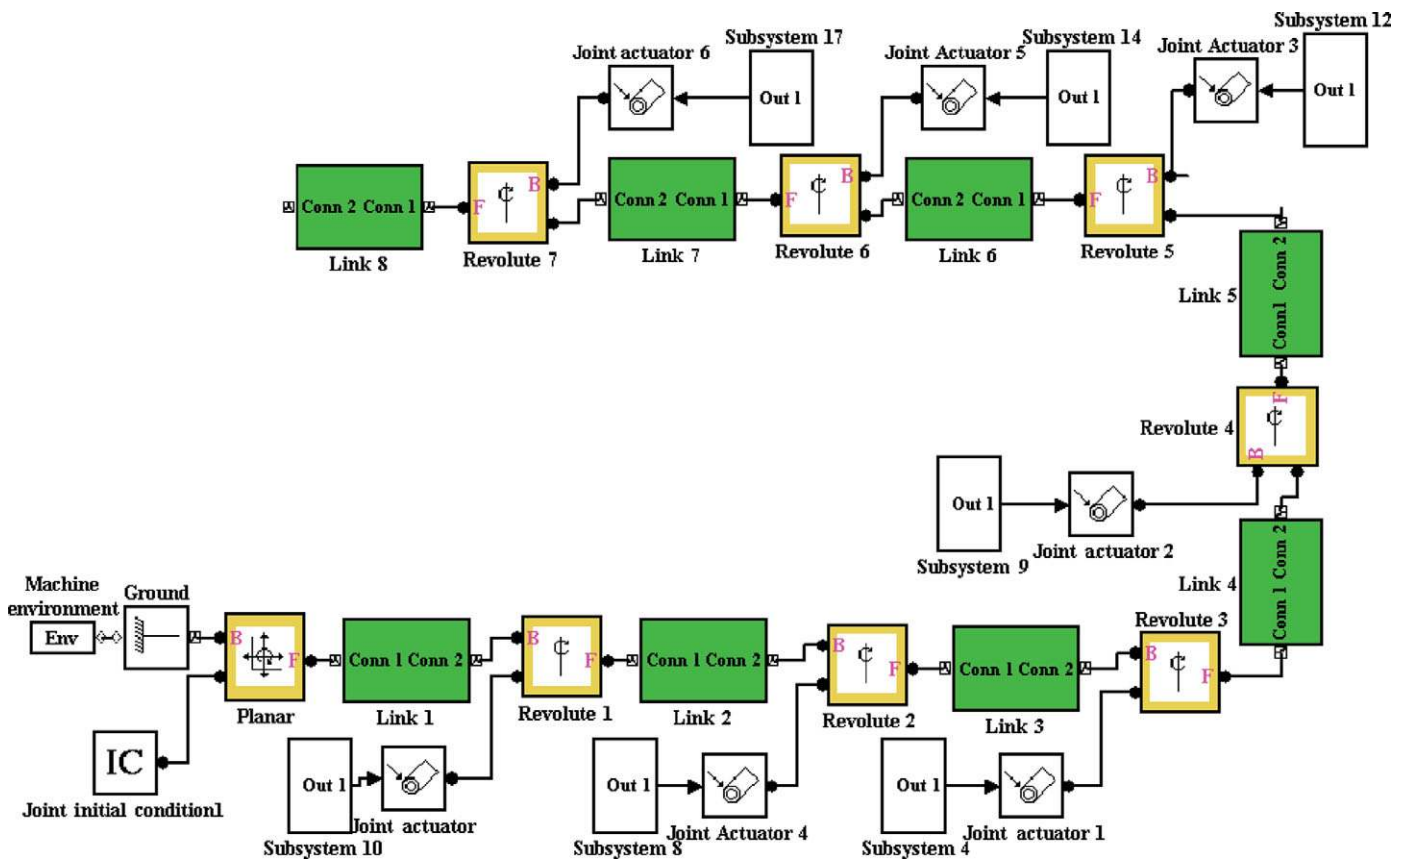 Subsystem 12
Subsystem 17
Subsystem 14
Joint Actuator 3
Joint actuator 6
Joint Actuator 5
Out 1
Out 1
Out 1
B
B
B
Conn 2 Conn 1
F
Conn 2 Conn 1
F
Conn 2 Conn 1
F
Link 8
Revolute 7
Link 7
Revolute 6
Link 6
Revolute 5
Conn1 Conn 2
Link 5
F
Revolute 4
B
Out 1
Joint actuator 2
Subsystem 9
Conn 1 Conn 2
Link 4
Machine
environment
Ground
Env
Revolute 3
B
F
Conn 1 Conn 2
B
F
Conn 1 Conn 2
B
F
Conn 1 Conn 2
B
F
Planar
Link 1
Revolute 1
Link 2
Revolute 2
Link 3
IC
Out 1
Out 1
Out 1
Joint initial condition1
Joint actuator
Joint Actuator 4
Joint actuator 1
Subsystem 10
Subsystem 8
Subsystem 4